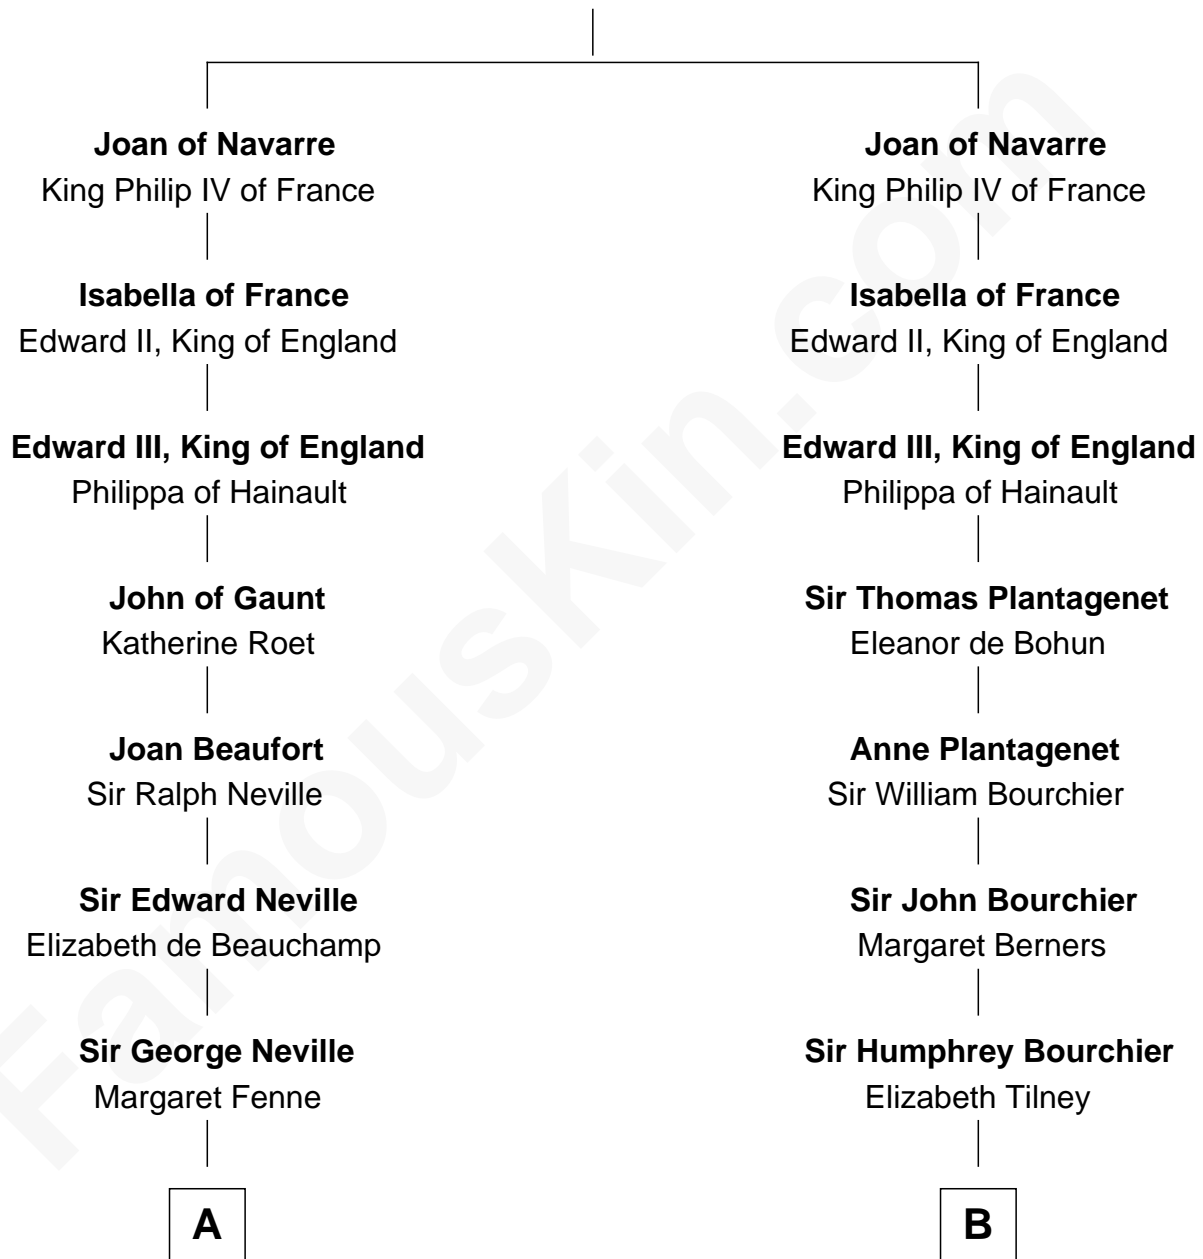 Joan of Navarre
King Philip IV of France
Isabella of France
Edward II, King of England
Edward III, King of England
Philippa of Hainault
John of Gaunt
Katherine Roet
Joan Beaufort
Sir Ralph Neville
Sir Edward Neville
Elizabeth de Beauchamp
Sir George Neville
Margaret Fenne
A
Joan of Navarre
King Philip IV of France
Isabella of France
Edward II, King of England
Edward III, King of England
Philippa of Hainault
Sir Thomas Plantagenet
Eleanor de Bohun
Anne Plantagenet
Sir William Bourchier
Sir John Bourchier
Margaret Berners
Sir Humphrey Bourchier
Elizabeth Tilney
B
FamousKin.com